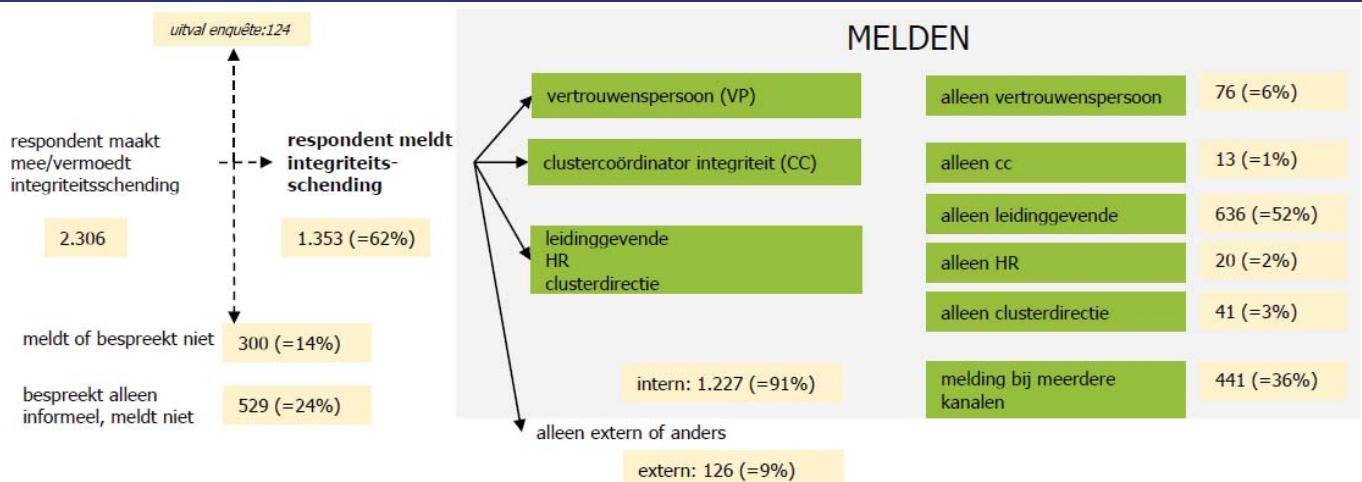 uitval enquête:124
respondent maakt
mee/vermoedt
integriteitsschending
2.306
respondent meldt
integriteits-
schending
1.353 (=62%)
meldt of bespreekt niet
300 (=14%)
bespreekt alleen
informeel, meldt niet
529 (=24%)
MELDEN
vertrouwenspersoon (VP)
clustercoördinator integriteit (CC)
leidinggevende
HR
clusterdirectie
intern: 1.227 (=91%)
alleen extern of anders
extern: 126 (=9%)
alleen vertrouwenspersoon
76 (=6%)
alleen cc
13 (=1%)
alleen leidinggevende
636 (=52%)
alleen HR
20 (=2%)
alleen clusterdirectie
41 (=3%)
melding bij meerdere
kanalen
441 (=36%)